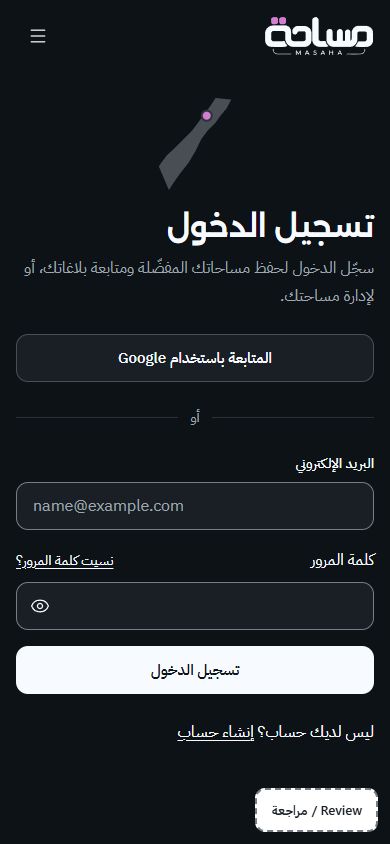 مساحة
MASAHA
تسجيل الدخول
سجّل الدخول لحفظ مساحاتك المفضّلة ومتابعة بلاغاتك، أو
لإدارة مساحتك.
المتابعة باستخدام Google
أو
البريد الإلكتروني
name@example.com
كلمة المرور
نسيت كلمة المرور؟
تسجيل الدخول
ليس لديك حساب؟ إنشاء حساب
مراجعة / Review